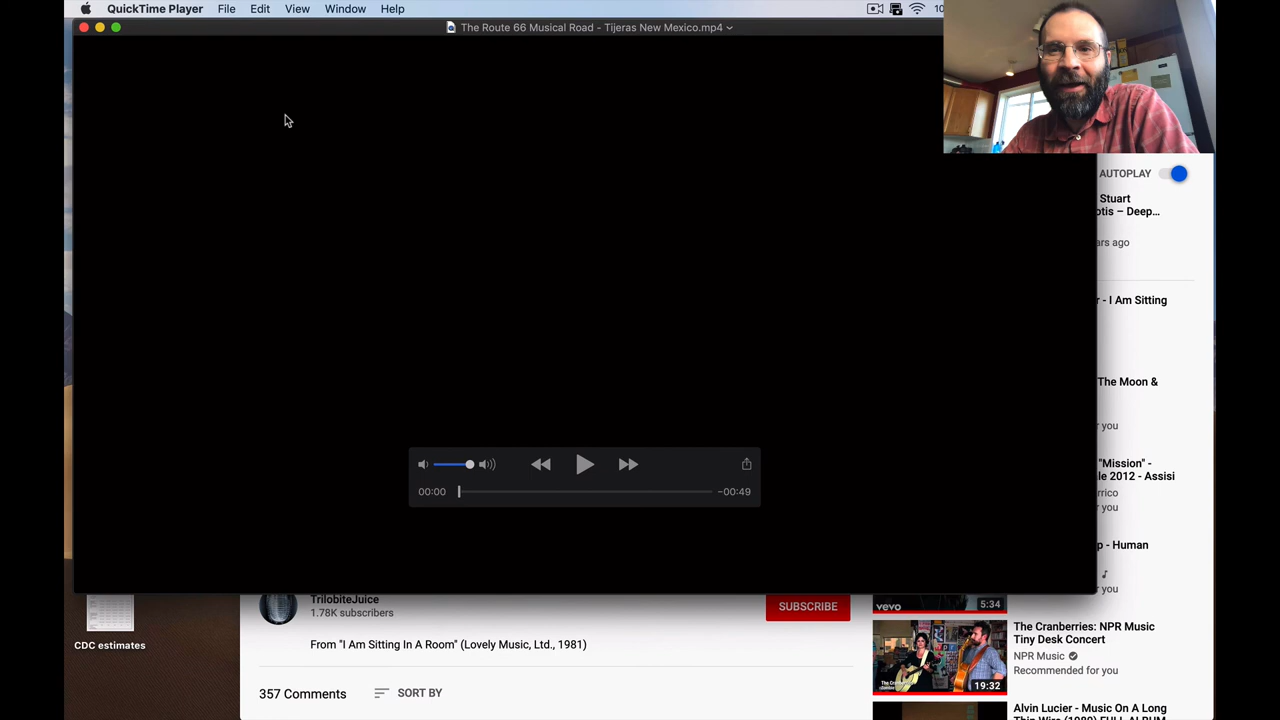 QuickTime Player File Edit View Window Help
The Route 66 Musical Road - Tijeras New Mexico.mp4
AUTOPLAY
Stuart
otis – Deep…
ars ago
r - I Am Sitting
The Moon &
you
"Mission" -
le 2012 - Assisi
rrico
r you
p - Human
r you
00:00
−00:49
TrilobiteJuice
1.78K subscribers
SUBSCRIBE
From "I Am Sitting In A Room" (Lovely Music, Ltd., 1981)
357 Comments
SORT BY
CDC estimates
vevo
5:34
The Cranberries: NPR Music
Tiny Desk Concert
NPR Music
Recommended for you
19:32
Alvin Lucier - Music On A Long